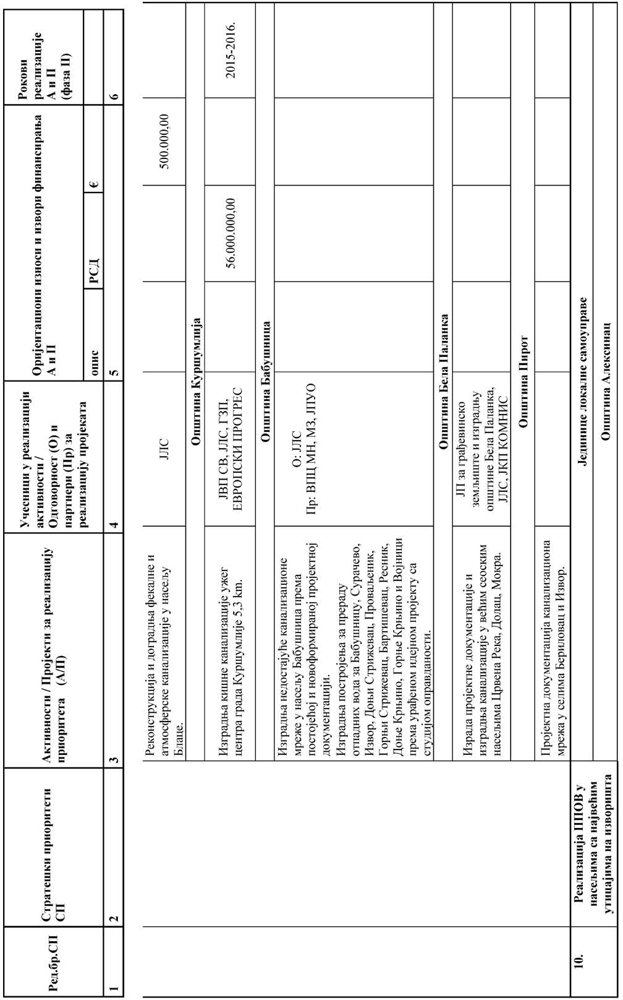 Ред.бр.СП
Стратешки приоритети
СП
Активности / Пројекти за реализацију
приоритета (А/П)
Учесници у реализацији
активности /
Одговорност (О) и
партнери (Пр) за
реализацију пројеката
Оријентациони износи и извори финансирања
А и П
опис
РСД
€
Рокови
реализације
А и П
(фаза II)
1
2
3
4
5
6
Реконструкција и доградња фекалне и
атмосферске канализације у насељу
Блаце.
ЈЛС
500.000,00
Општина Куршумлија
Изградња кишне канализације ужег
центра града Куршумлије 5,3 km.
ЈВП СВ, ЈЛС, ГЗП,
ЕВРОПСКИ ПРОГРЕС
56.000.000,00
2015-2016.
Општина Бабушница
Изградња недостајуће канализационе
мреже у насељу Бабушница према
постојећој и новоформираној пројектној
документацији.
Изградња постројења за прераду
отпадних вода за Бабушницу, Сурачево,
Извор, Доњи Стрижевац, Проваљеник,
Горњи Стрижевац, Бартишевац, Ресник,
Доње Крњино, Горње Крњино и Војници
према урађеном идејном пројекту са
студијом оправданости.
О: ЈЛС
Пр: ВПЦ МН, МЗ, ЈПУО
Општина Бела Паланка
Израда пројектне документације и
изградња канализације у већим сеоским
насељима Црвена Река, Долац, Мокра.
ЈП за грађевинско
земљиште и изградњу
општине Бела Паланка,
ЈЛС, ЈКП КОМНИС
Општина Пирот
Пројектна документација канализациона
мрежа у селима Бериловац и Извор.
10.
Реализација ППОВ у
насељима са највећим
утицајима на изворишта
Јединице локалне самоуправе
Општина Алексинац